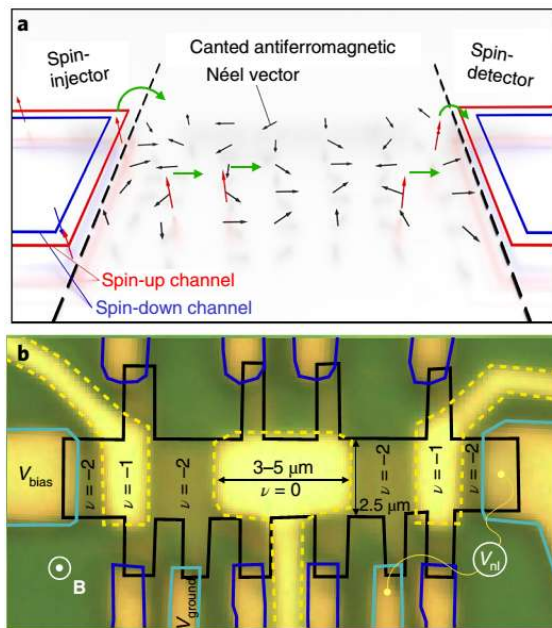 a
Canted antiferromagnetic
Spin-
injector
Néel vector
Spin-
detector
Spin-up channel
Spin-down channel
b
V_bias
ν = –2
ν = –1
ν = –2
3–5 μm
ν = 0
2.5 μm
ν = –2
ν = –1
ν = –2
V_nl
B
V_ground